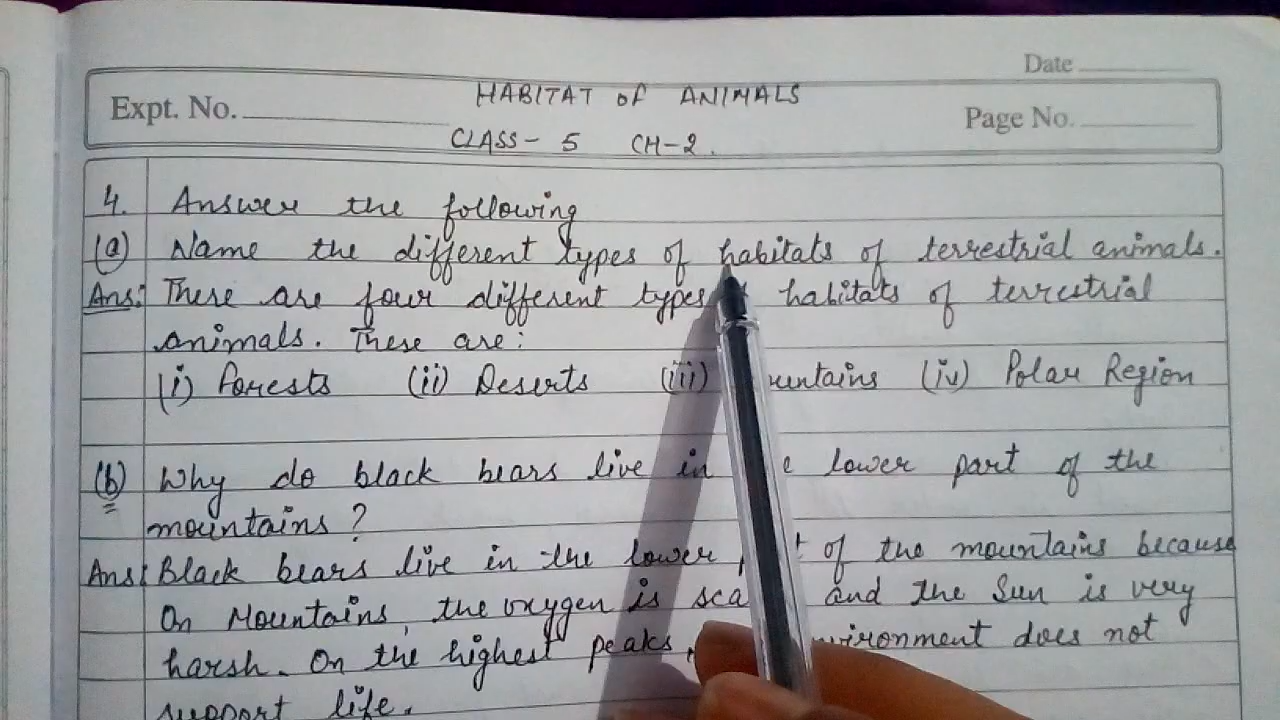 Date
HABITAT of ANIMALS
Expt. No.
Page No.
CLASS - 5 CH-2.
4. Answer the following
(a) Name the different types of habitats of terrestrial animals.
Ans: There are four different types habitats of terrestrial
animals. These are:
(i) Forests (ii) Deserts (iii) untains (iv) Polar Region
(b) Why do black bears live in e lower part of the
mountains ?
Ans: Black bears live in the lower of the mountains because
On Mountains, the oxygen is sca and the Sun is very
harsh. On the highest peaks, vironment does not
support life.